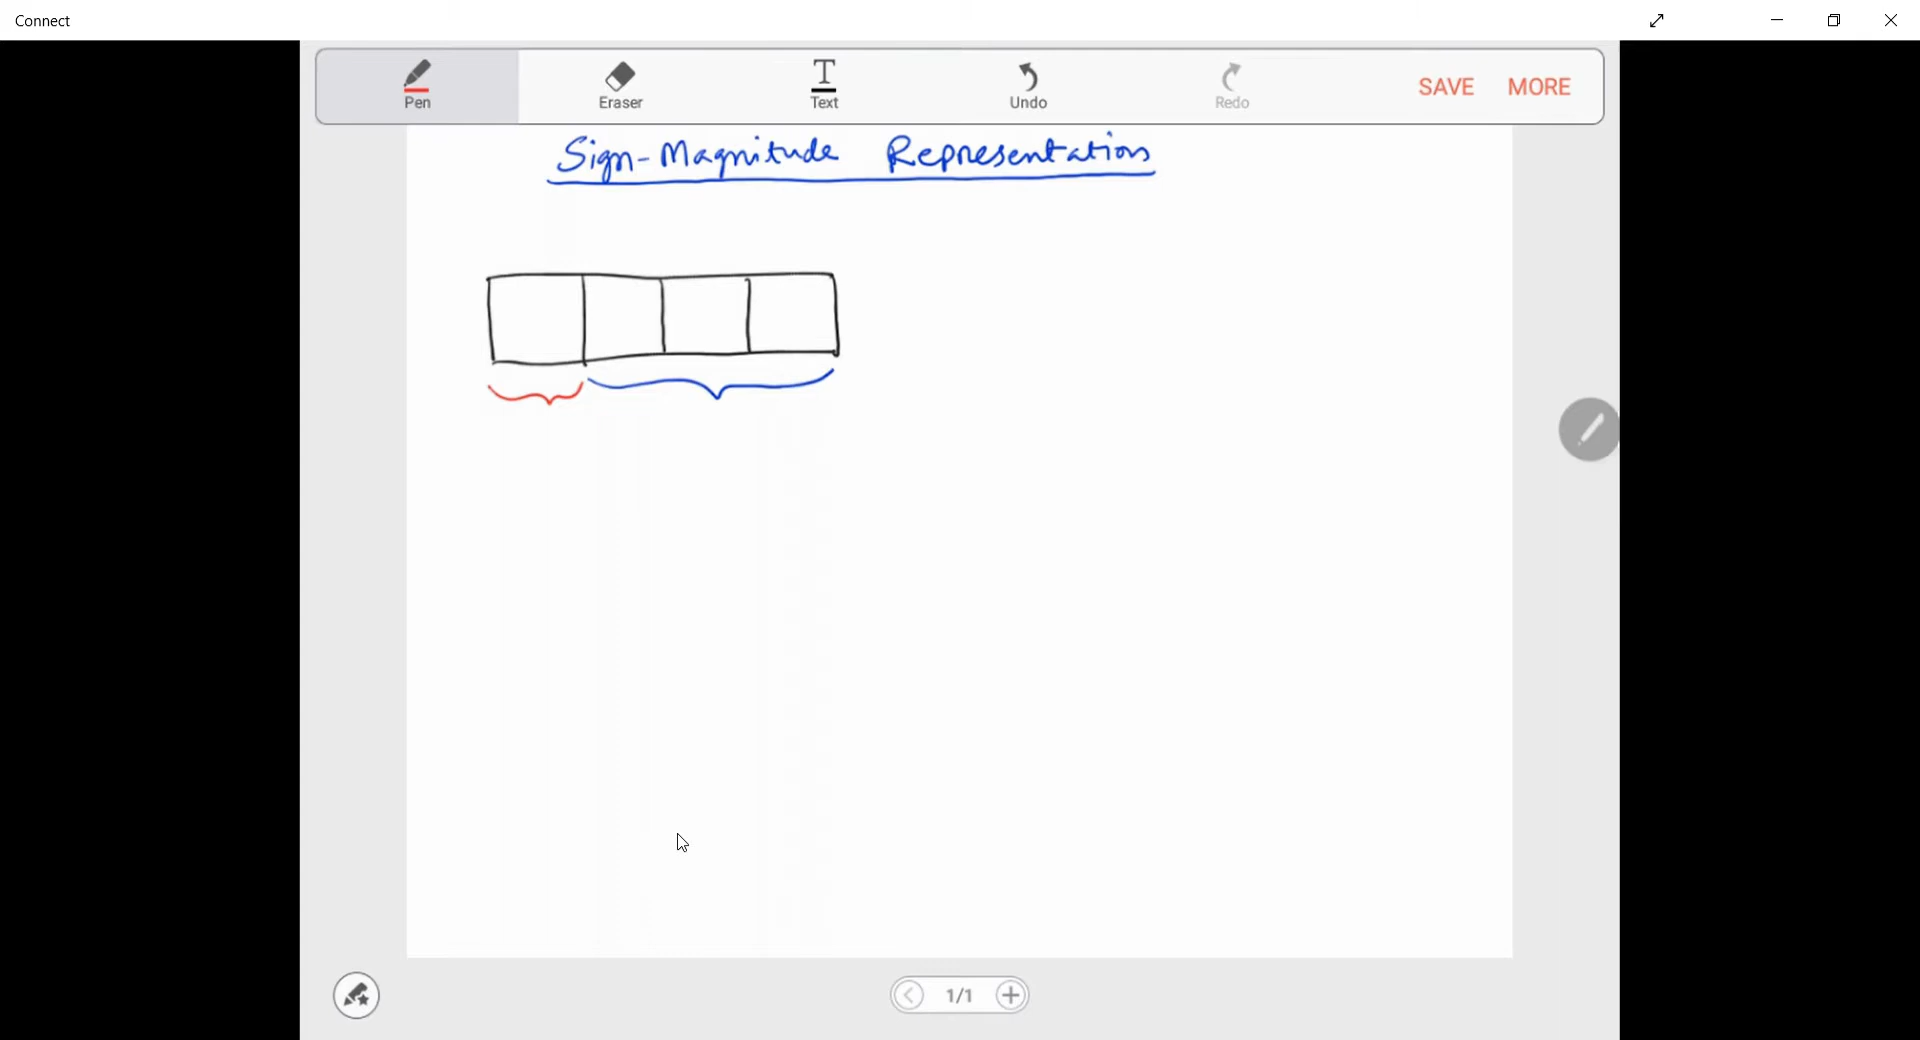 Connect
Pen Eraser Text Undo Redo SAVE MORE
Sign-Magnitude Representation
1/1